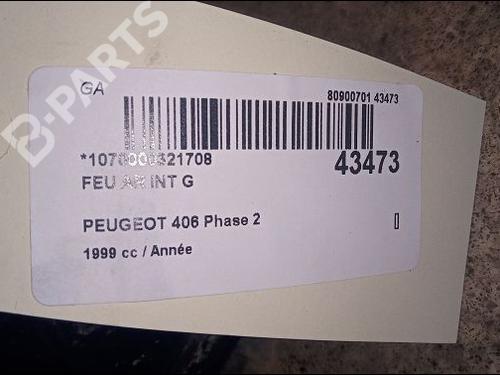 B-PARTS
GA
80900701 43473
*1070000321708
43473
FEU AR INT G
PEUGEOT 406 Phase 2
1999 cc / Année